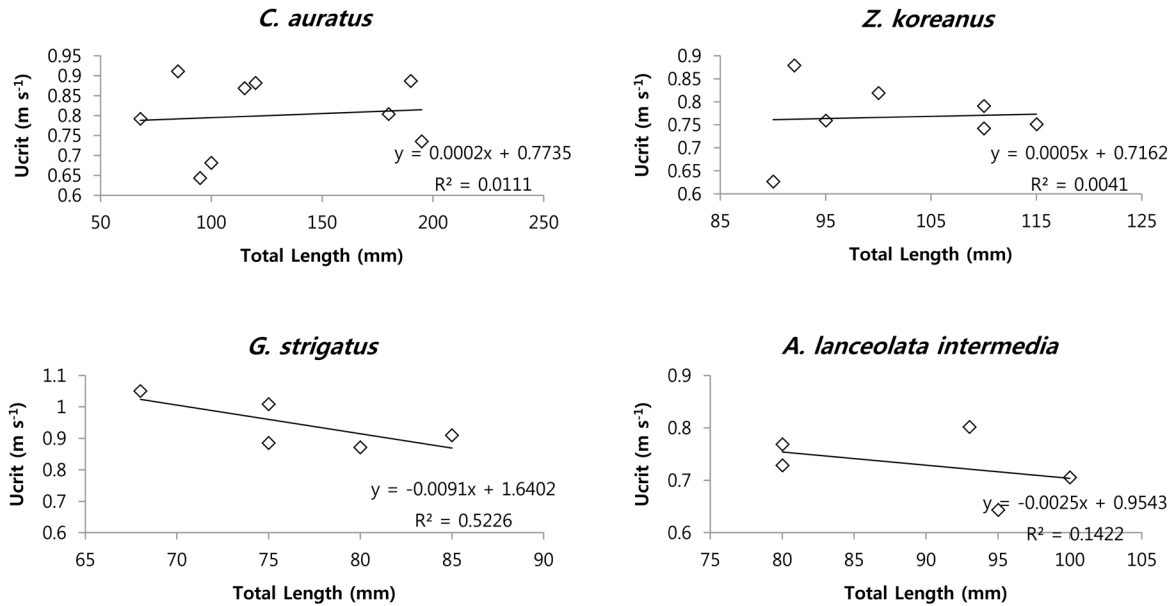 C. auratus
0.95
0.9
0.85
0.8
0.75
0.7
0.65
0.6
Ucrit (m s⁻¹)
y = 0.0002x + 0.7735
R² = 0.0111
50 100 150 200 250
Total Length (mm)
Z. koreanus
0.9
0.85
0.8
0.75
0.7
0.65
0.6
Ucrit (m s⁻¹)
y = 0.0005x + 0.7162
R² = 0.0041
85 95 105 115 125
Total Length (mm)
G. strigatus
1.1
1
0.9
0.8
0.7
0.6
Ucrit (m s⁻¹)
y = -0.0091x + 1.6402
R² = 0.5226
65 70 75 80 85 90
Total Length (mm)
A. lanceolata intermedia
0.9
0.8
0.7
0.6
Ucrit (m s⁻¹)
y = -0.0025x + 0.9543
R² = 0.1422
75 80 85 90 95 100 105
Total Length (mm)